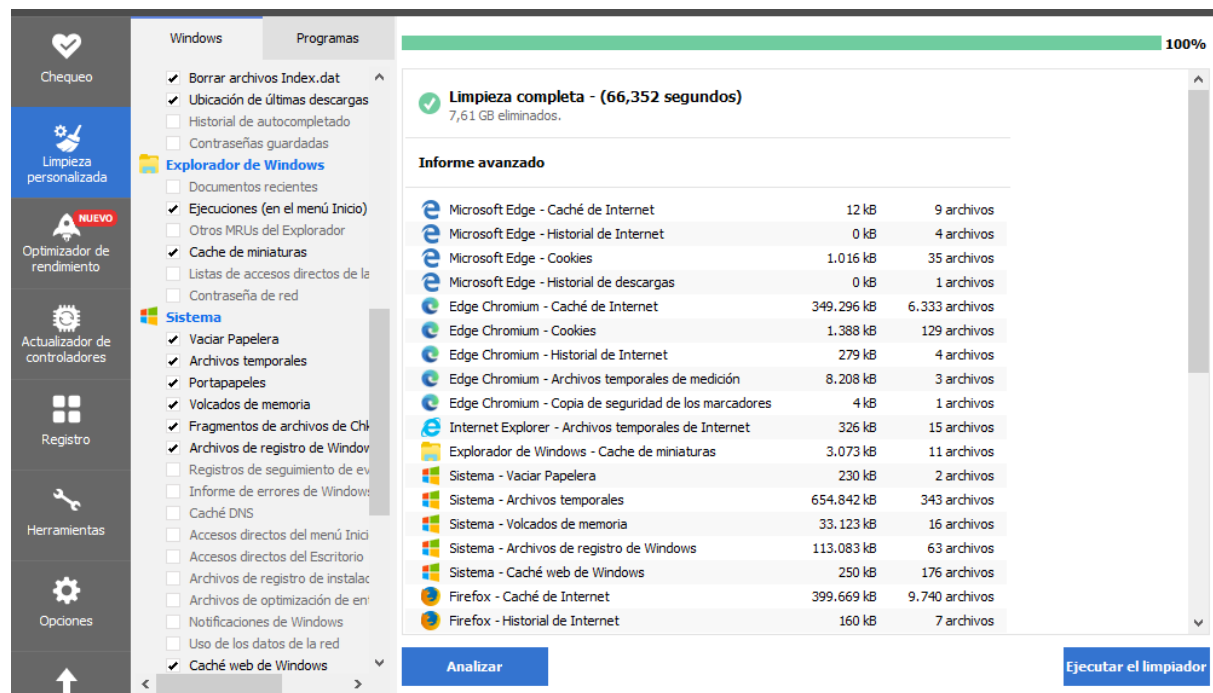 Chequeo
Limpieza
personalizada
NUEVO
Optimizador de
rendimiento
Actualizador de
controladores
Registro
Herramientas
Opciones
Windows
Programas
Borrar archivos Index.dat
Ubicación de últimas descargas
Historial de autocompletado
Contraseñas guardadas
Explorador de Windows
Documentos recientes
Ejecuciones (en el menú Inicio)
Otros MRUs del Explorador
Cache de miniaturas
Listas de accesos directos de la
Contraseña de red
Sistema
Vaciar Papelera
Archivos temporales
Portapapeles
Volcados de memoria
Fragmentos de archivos de Chk
Archivos de registro de Window
Registros de seguimiento de ev
Informe de errores de Windows
Caché DNS
Accesos directos del menú Inici
Accesos directos del Escritorio
Archivos de registro de instalac
Archivos de optimización de ent
Notificaciones de Windows
Uso de los datos de la red
Caché web de Windows
100%
Limpieza completa - (66,352 segundos)
7,61 GB eliminados.
Informe avanzado
Microsoft Edge - Caché de Internet 12 kB 9 archivos
Microsoft Edge - Historial de Internet 0 kB 4 archivos
Microsoft Edge - Cookies 1.016 kB 35 archivos
Microsoft Edge - Historial de descargas 0 kB 1 archivos
Edge Chromium - Caché de Internet 349.296 kB 6.333 archivos
Edge Chromium - Cookies 1.388 kB 129 archivos
Edge Chromium - Historial de Internet 279 kB 4 archivos
Edge Chromium - Archivos temporales de medición 8.208 kB 3 archivos
Edge Chromium - Copia de seguridad de los marcadores 4 kB 1 archivos
Internet Explorer - Archivos temporales de Internet 326 kB 15 archivos
Explorador de Windows - Cache de miniaturas 3.073 kB 11 archivos
Sistema - Vaciar Papelera 230 kB 2 archivos
Sistema - Archivos temporales 654.842 kB 343 archivos
Sistema - Volcados de memoria 33.123 kB 16 archivos
Sistema - Archivos de registro de Windows 113.083 kB 63 archivos
Sistema - Caché web de Windows 250 kB 176 archivos
Firefox - Caché de Internet 399.669 kB 9.740 archivos
Firefox - Historial de Internet 160 kB 7 archivos
Analizar
Ejecutar el limpiador